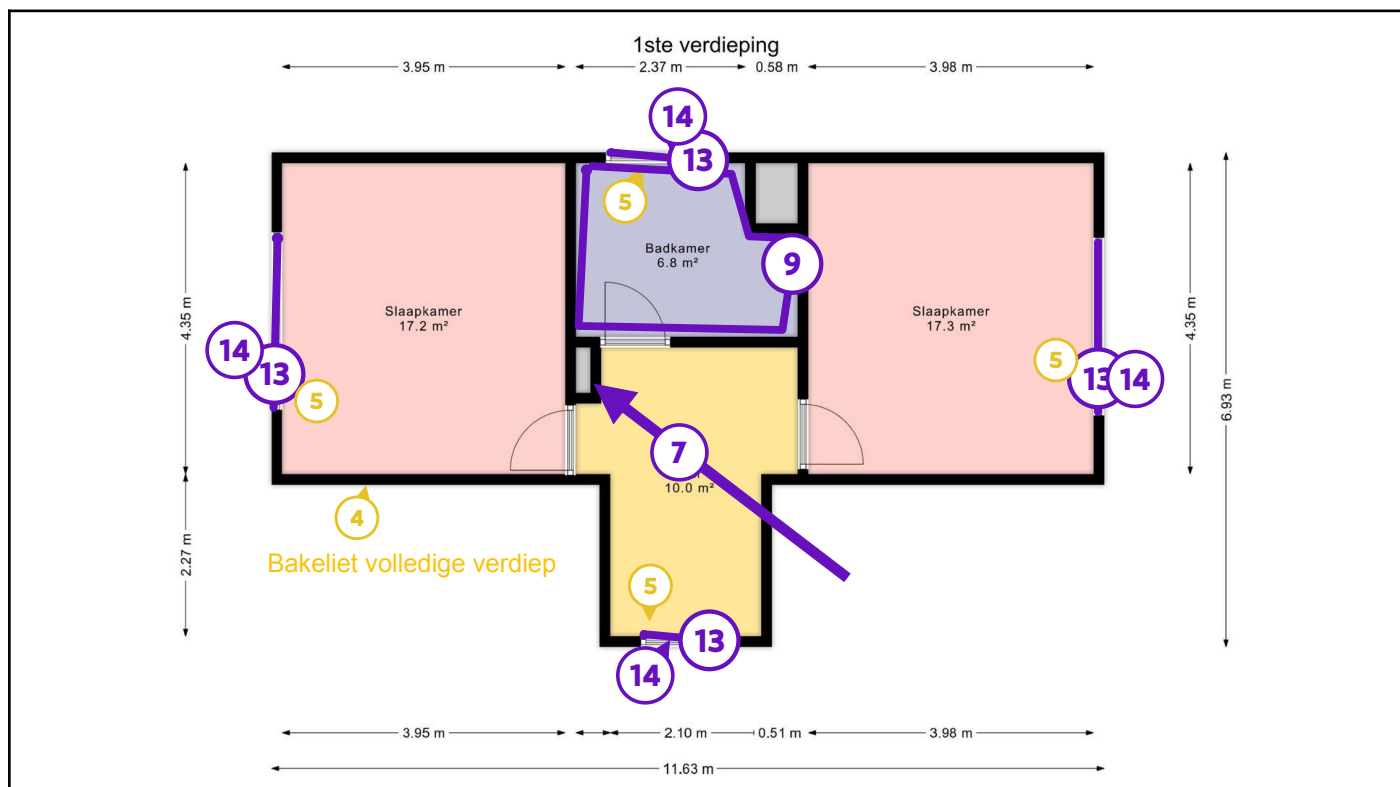 1ste verdieping
3.95 m
2.37 m
0.58 m
3.98 m
14
13
5
Badkamer
6.8 m²
9
Slaapkamer
17.2 m²
Slaapkamer
17.3 m²
4.35 m
4.35 m
6.93 m
14
13
5
5
13
14
7
10.0 m²
4
Bakeliet volledige verdiep
2.27 m
5
13
14
3.95 m
2.10 m
0.51 m
3.98 m
11.63 m